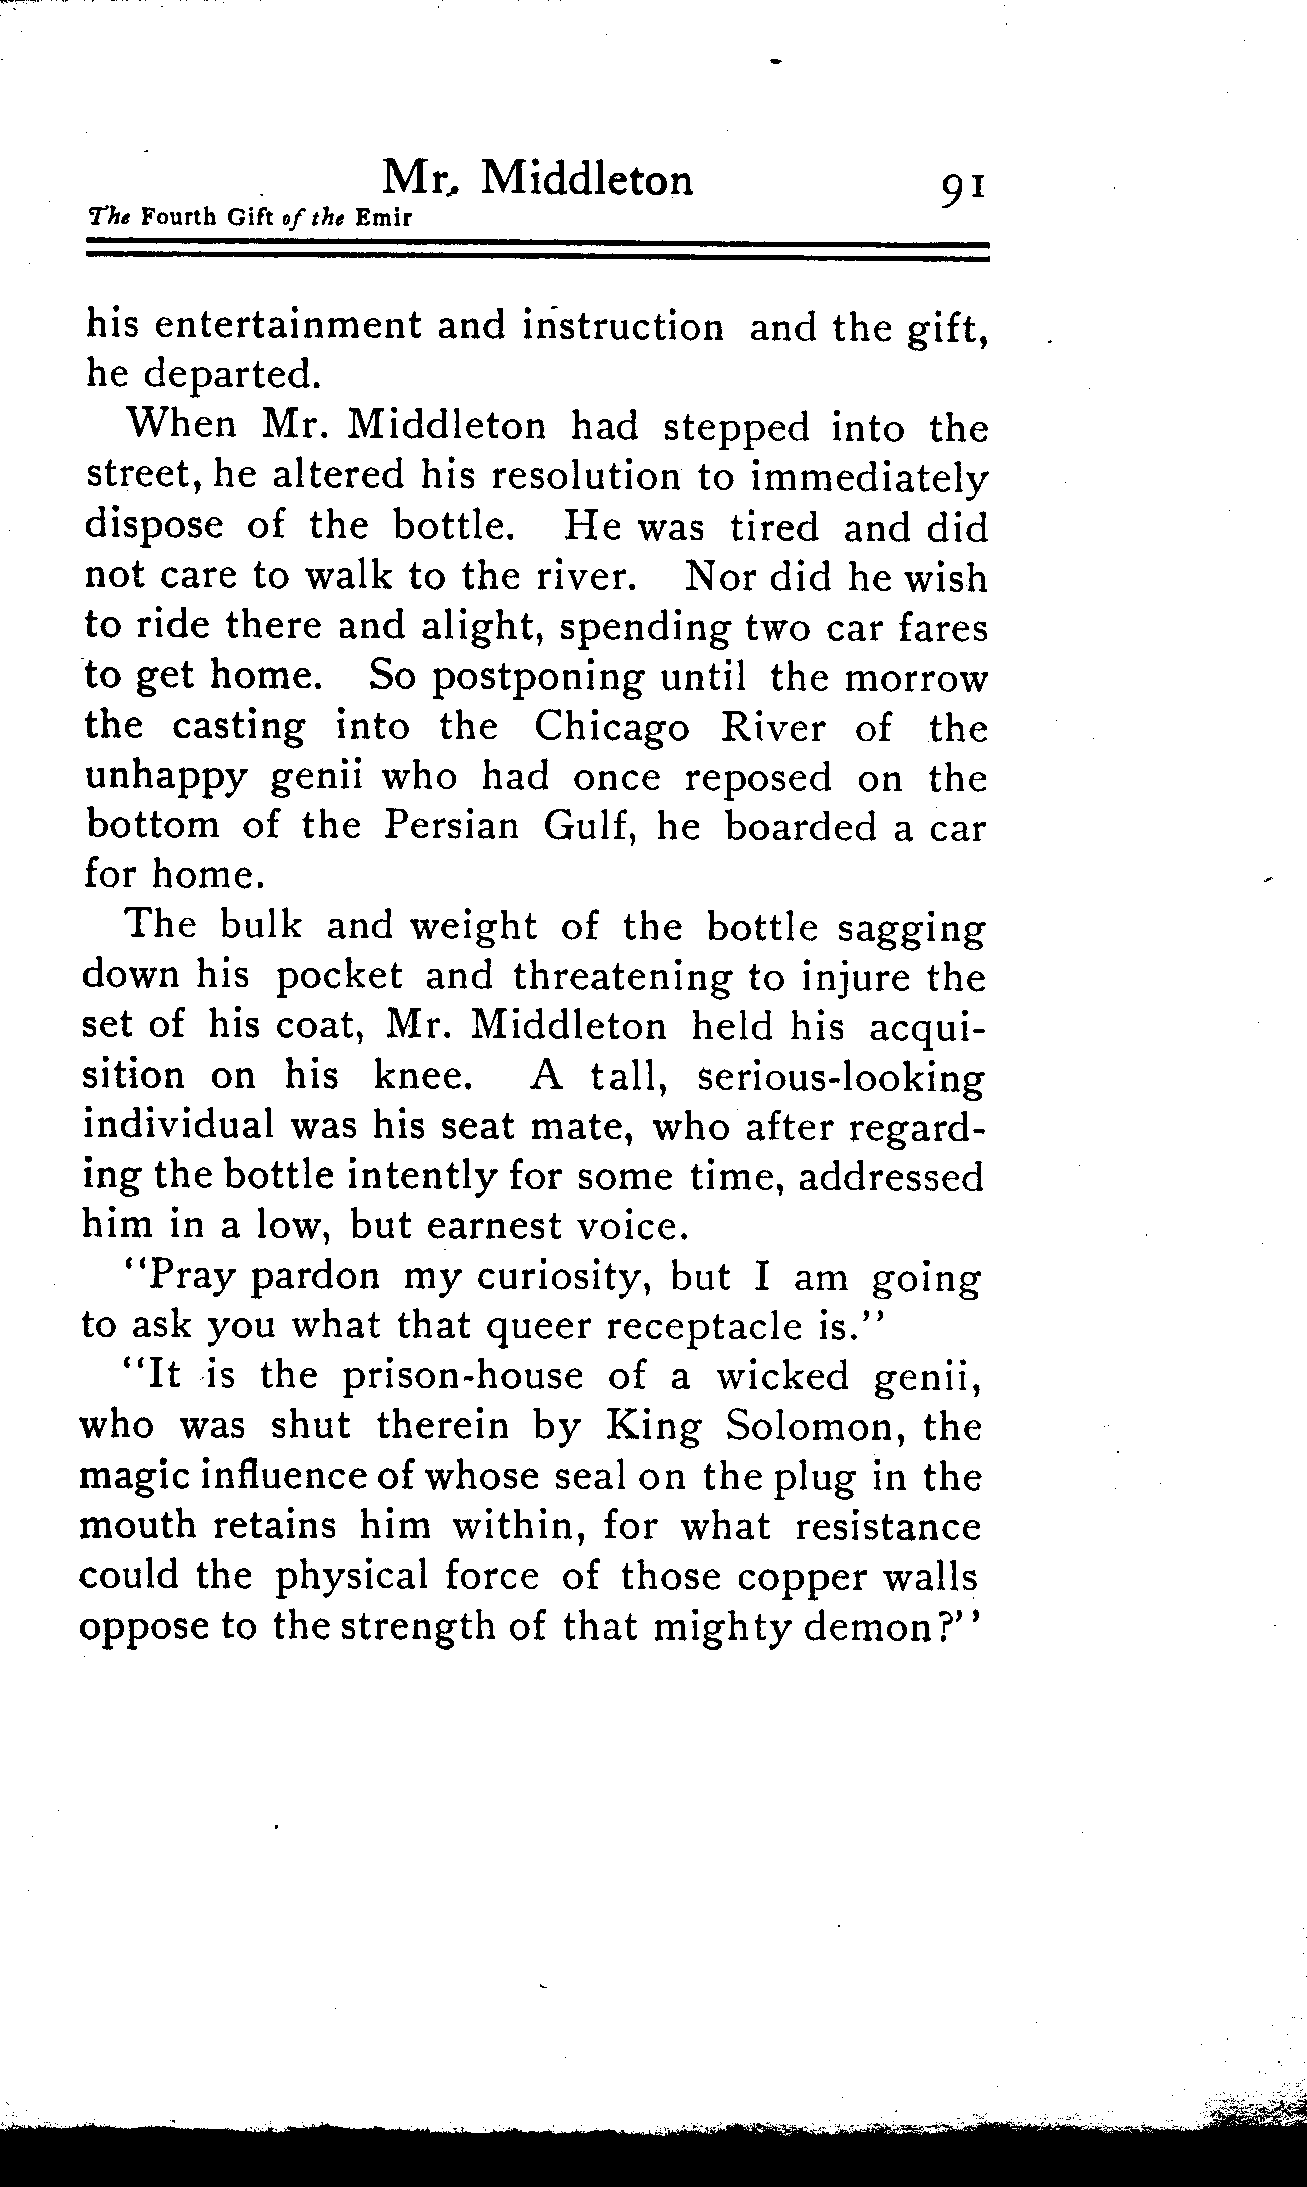 Mr. Middleton 91
The Fourth Gift of the Emir
his entertainment and instruction and the gift,
he departed.
When Mr. Middleton had stepped into the
street, he altered his resolution to immediately
dispose of the bottle. He was tired and did
not care to walk to the river. Nor did he wish
to ride there and alight, spending two car fares
to get home. So postponing until the morrow
the casting into the Chicago River of the
unhappy genii who had once reposed on the
bottom of the Persian Gulf, he boarded a car
for home.
The bulk and weight of the bottle sagging
down his pocket and threatening to injure the
set of his coat, Mr. Middleton held his acqui-
sition on his knee. A tall, serious-looking
individual was his seat mate, who after regard-
ing the bottle intently for some time, addressed
him in a low, but earnest voice.
"Pray pardon my curiosity, but I am going
to ask you what that queer receptacle is."
"It is the prison-house of a wicked genii,
who was shut therein by King Solomon, the
magic influence of whose seal on the plug in the
mouth retains him within, for what resistance
could the physical force of those copper walls
oppose to the strength of that mighty demon?"